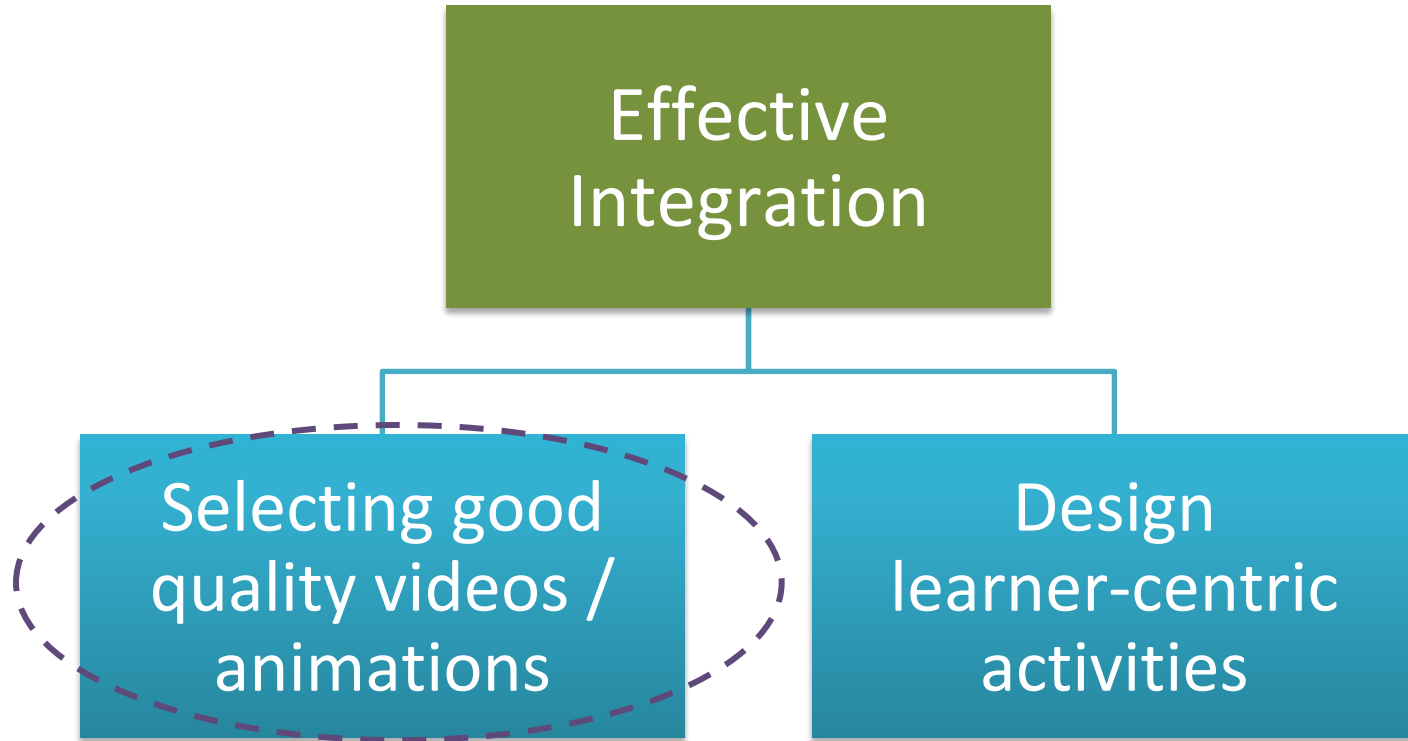 Effective
Integration
Selecting good
quality videos /
animations
Design
learner-centric
activities